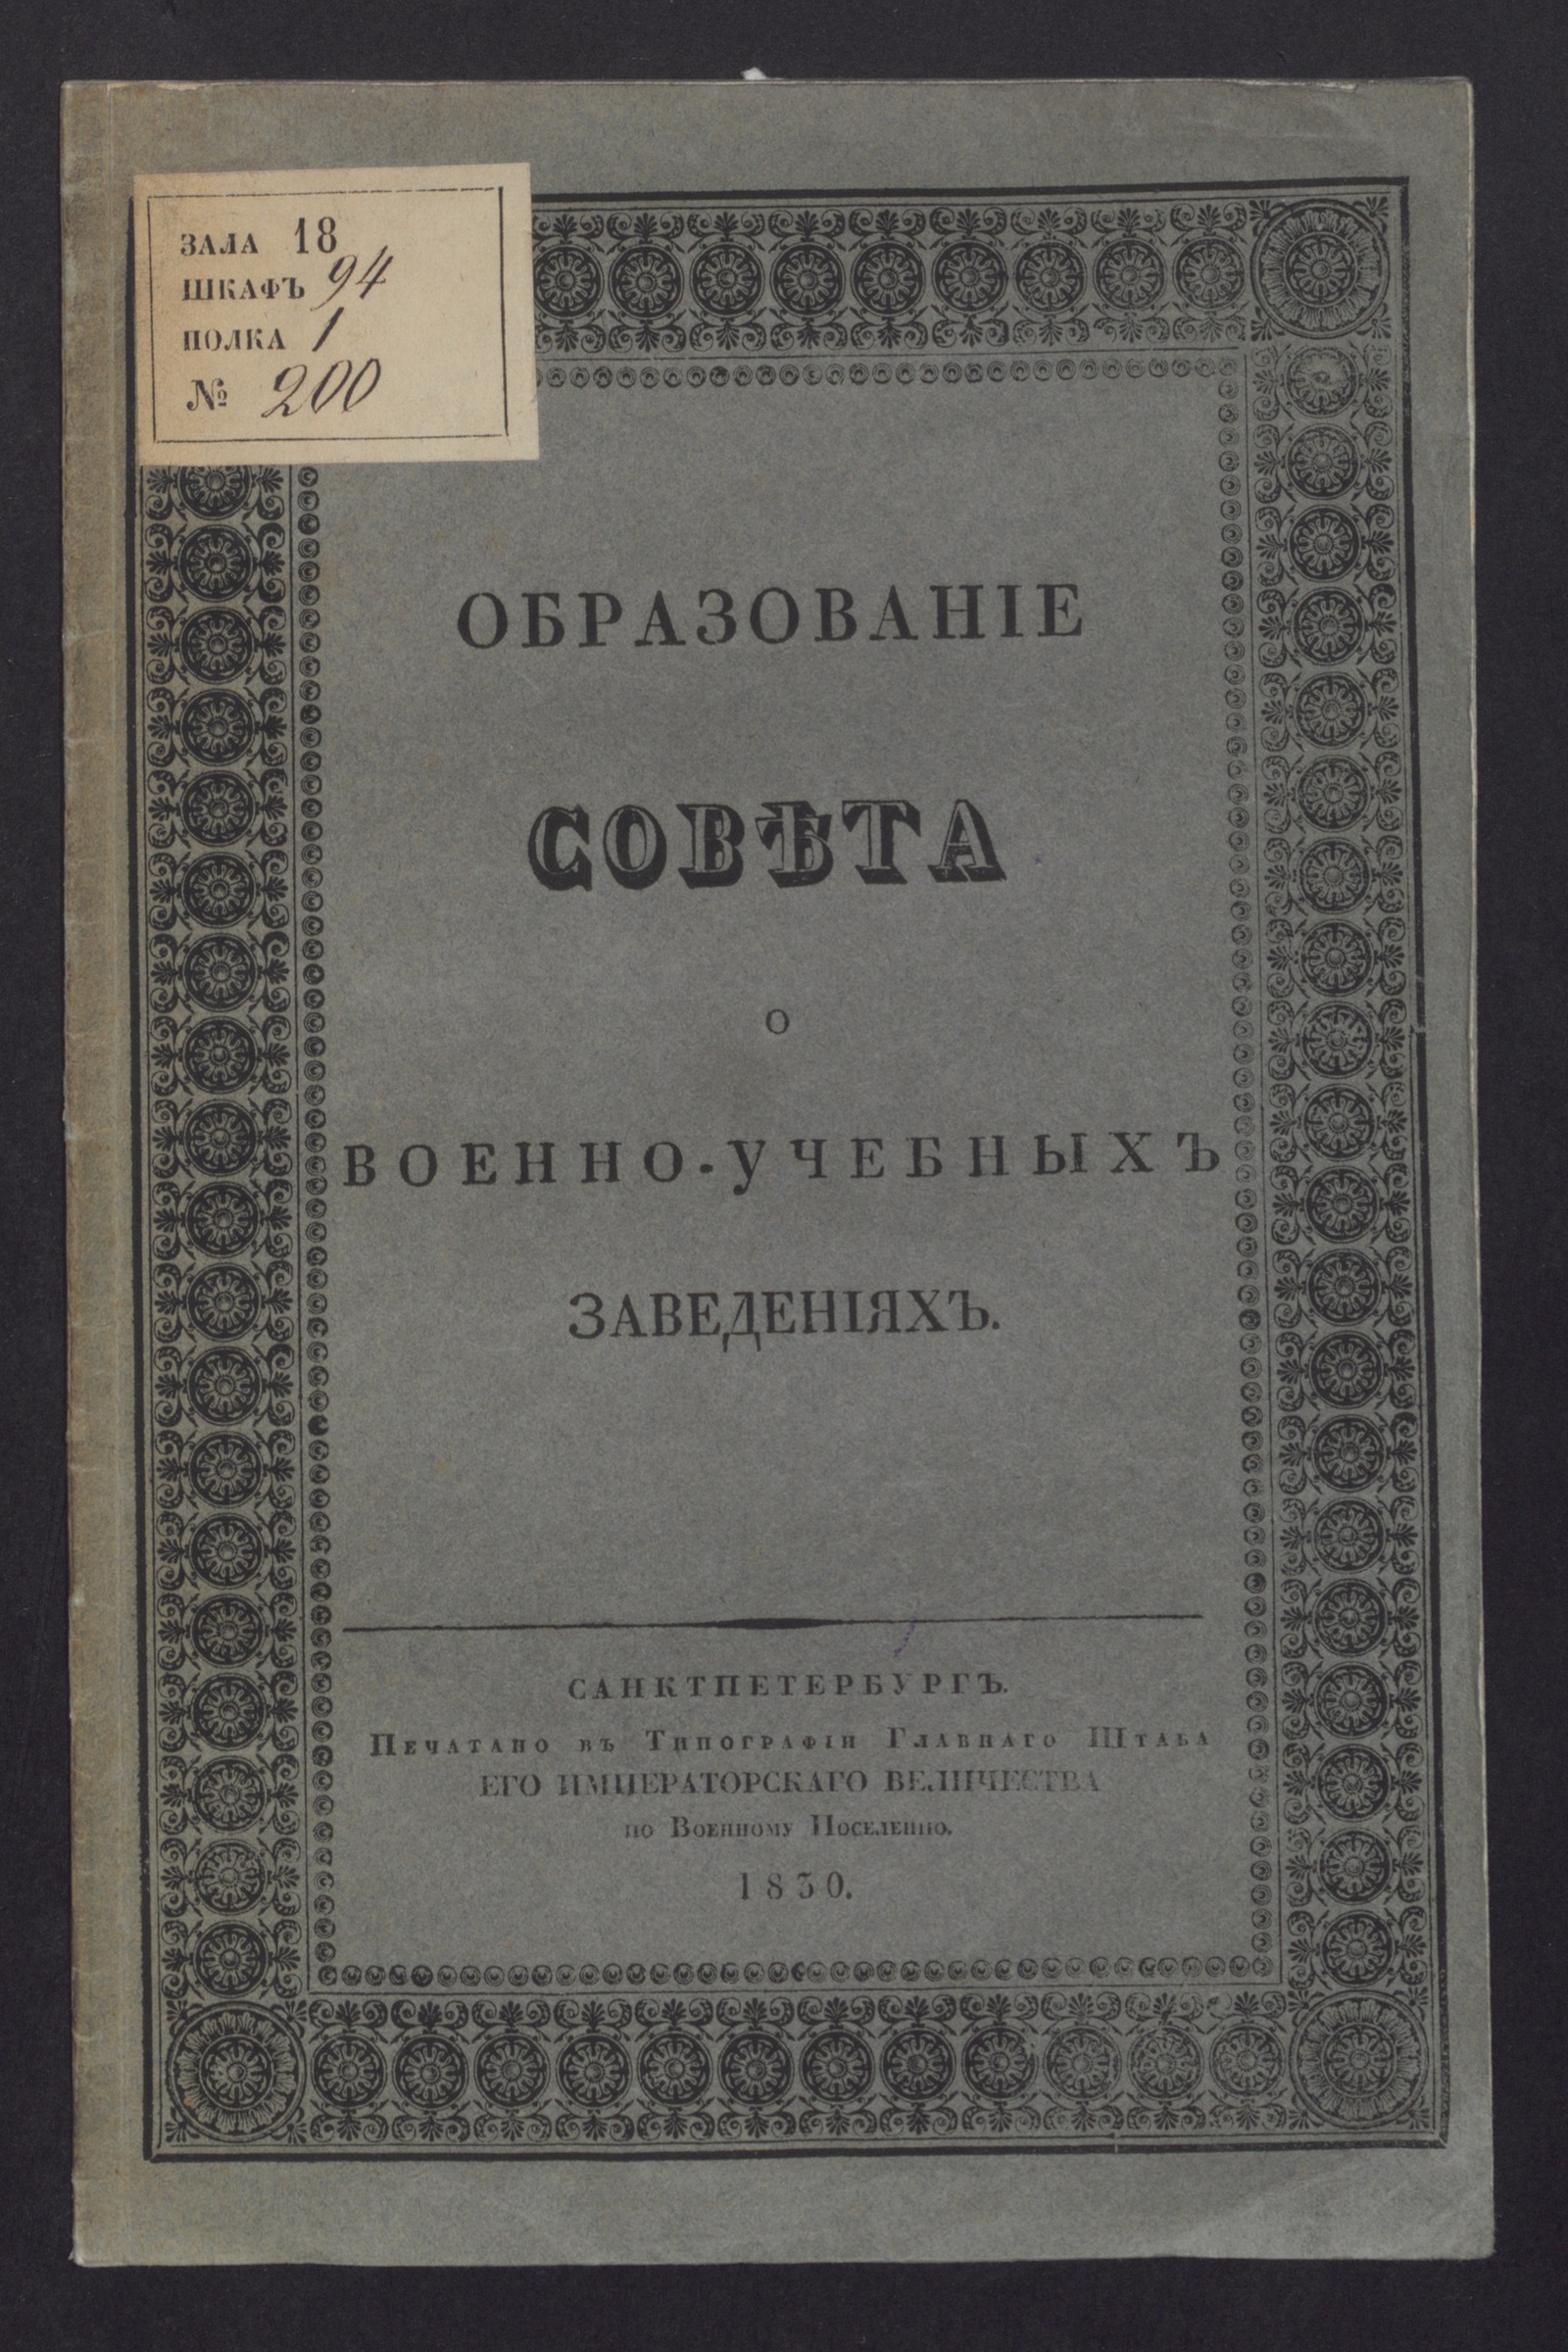 ЗАЛА 18
ШКАФЪ 94
ПОЛКА 1
№ 200
ОБРАЗОВАНІЕ
СОВѢТА
О
ВОЕННО-УЧЕБНЫХЪ
ЗАВЕДЕНІЯХЪ.
САНКТПЕТЕРБУРГЪ.
Печатано въ Типографіи Главнаго Штаба
ЕГО ИМПЕРАТОРСКАГО ВЕЛИЧЕСТВА
по Военному Поселенію.
1830.